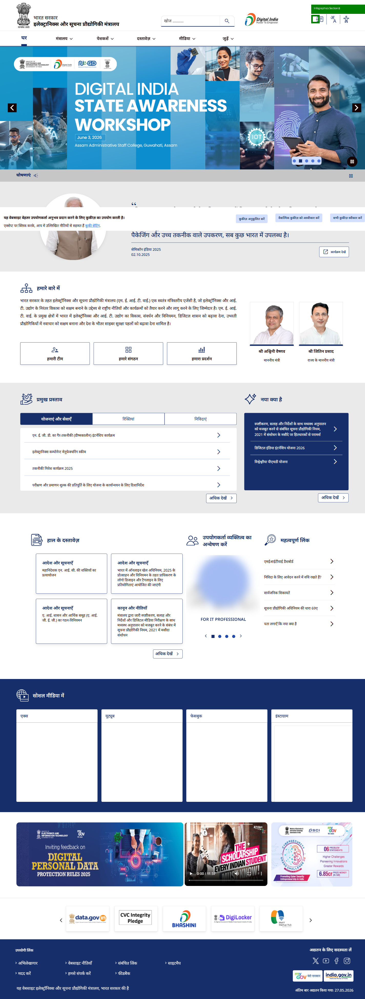 Infographics Section
भारत सरकार
इलेक्ट्रॉनिक्स और सूचना प्रौद्योगिकी मंत्रालय
सत्यमेव जयते
खोज ..........
Digital India
Power To Empower
घर
मंत्रालय
पेशकशें
दस्तावेज़
मीडिया
जुड़ें
MINISTRY OF
ELECTRONICS AND
INFORMATION TECHNOLOGY
GOVERNMENT OF INDIA
Digital India
NeGD
DIGITAL INDIA
STATE AWARENESS
WORKSHOP
June 3, 2026
Assam Administrative Staff College, Guwahati, Assam
IOT
घोषणाएं
यह वेबसाइट बेहतर उपयोगकर्ता अनुभव प्रदान करने के लिए कुकीज़ का उपयोग करती है।
एक्सेप्ट पर क्लिक करके, आप में उल्लिखित नीतियों से सहमत हैं कुकी सेटिंग.
कुकीज़ अनुकूलित करें
वैकल्पिक कुकीज़ को अस्वीकार करें
सभी कुकीज़ स्वीकार करें
पैकेजिंग और उच्च तकनीक वाले उपकरण, सब कुछ भारत में उपलब्ध है।
सेमिकॉन इंडिया 2025
02.10.2025
कार्यक्रम देखें
हमारे बारे में
भारत सरकार के तहत इलेक्ट्रॉनिक्स और सूचना प्रौद्योगिकी मंत्रालय (एम. ई. आई. टी. वाई.) एक स्वतंत्र मंत्रिस्तरीय एजेंसी है, जो इलेक्ट्रॉनिक्स और आई.
टी. उद्योग के निरंतर विकास को सक्षम बनाने के उद्देश्य से राष्ट्रीय नीतियों और कार्यक्रमों को तैयार करने और लागू करने के लिए जिम्मेदार है। एम. ई. आई.
टी. वाई. के प्रमुख क्षेत्रों में भारत में इलेक्ट्रॉनिक्स और आई. टी. उद्योग का विकास, संवर्धन और विनियमन, डिजिटल शासन को बढ़ावा देना, उभरती
प्रौद्योगिकियों में नवाचार को सक्षम बनाना और देश के भीतर साइबर सुरक्षा पहलों को बढ़ावा देना शामिल है।
हमारी टीम
हमारे संगठन
हमारा प्रदर्शन
श्री अश्विनी वैष्णव
माननीय मंत्री
श्री जितिन प्रसाद
राज्य के माननीय मंत्री
प्रमुख प्रस्ताव
योजनाएं और सेवाएँ
रिक्तियां
निविदाएं
एन. ई. जी. डी. का गैर-तकनीकी (ग्रीष्मकालीन) इंटर्नशिप कार्यक्रम
इलेक्ट्रानिक्स कम्पोनेन्ट मेनुफेक्चरिंग स्कीम
तकनीकी निवेश कार्यक्रम 2025
परीक्षण और प्रमाणन शुल्क की प्रतिपूर्ति के लिए योजना के कार्यान्वयन के लिए दिशानिर्देश
अधिक देखें
नया क्या है
स्पष्टीकरण, सलाह और निर्देशों के साथ मध्यस्थ अनुपालन
को मजबूत करने से संबंधित सूचना प्रौद्योगिकी नियम,
2021 में संशोधन के मसौदे पर हितधारकों से परामर्श
डिजिटल इंडिया इंटर्नशिप योजना 2026
विश्वेश्वरैया पीएचडी योजना
अधिक देखें
हाल के दस्तावेज़
आदेश और सूचनाएँ
महानिदेशक एन. आई. सी. की शक्तियों का
प्रत्यायोजन
आदेश और सूचनाएँ
भारत में ऑनलाइन खेल अधिनियम, 2025 के
प्रोत्साहन और विनियमन के तहत प्राधिकरण के
लोगो डिजाइन और टैगलाइन के लिए
प्रतियोगिताएं आयोजित की जाएंगी
आदेश और सूचनाएँ
ए. आई. शासन और आर्थिक समूह (ए. आई.
जी. ई. जी.) का गठन-विनियमन
कानून और नीतियाँ
मंत्रालय द्वारा जारी स्पष्टीकरण, सलाह और
निर्देशों और डिजिटल मीडिया निरीक्षण के साथ
मध्यस्थ अनुपालन को मजबूत करने के संबंध में
सूचना प्रौद्योगिकी नियम, 2021 में मसौदा
संशोधन
अधिक देखें
उपयोगकर्ता व्यक्तित्व का
अन्वेषण करें
FOR IT PROFESSIONAL
महत्वपूर्ण लिंक
एमईआईटीवाई डैशबोर्ड
निविदा के लिए आवेदन करने में रुचि रखते हैं?
सार्वजनिक शिकायतें
सूचना प्रौद्योगिकी अधिनियम की धारा 69ए
पता लगाएँ कि नया क्या है
सोशल मीडिया में
एक्स
यूट्यूब
फेसबुक
इंस्टाग्राम
ELECTRONICS AND
INFORMATION TECHNOLOGY
my GOV
Inviting feedback on
DIGITAL
PERSONAL DATA
PROTECTION RULES 2025
THE
SCHOLARSHIP
EVERY INDIAN STUDENT
0:00 / 11:57
DSCI
my GOV
CYBERSECURITY
GRAND CHALLENGE 2.0
06 PROBLEM
STATEMENTS
Higher Challenges
Pioneering Innovations
Greater Rewards
6.85cr PRIZE MONEY
(IN INR)
Promoting Cyber Security
Entrepreneurship in India
data.gov in
CVC Integrity
Pledge
BHASHINI
DigiLocker
MeitY
Startup Hub
उपयोगी लिंक
अभिलेखागार
वेबसाइट नीतियाँ
संबंधित लिंक
साइटमैप
मदद करें
हमसे संपर्क करें
फीडबैक
अद्यतन के लिए सदस्यता लें
my GOV मेरी सरकार
india.gov.in
National Portal of India
यह वेबसाइट इलेक्ट्रॉनिक्स और सूचना प्रौद्योगिकी मंत्रालय, भारत सरकार की है
अंतिम बार अद्यतन किया गया: 27.05.2026